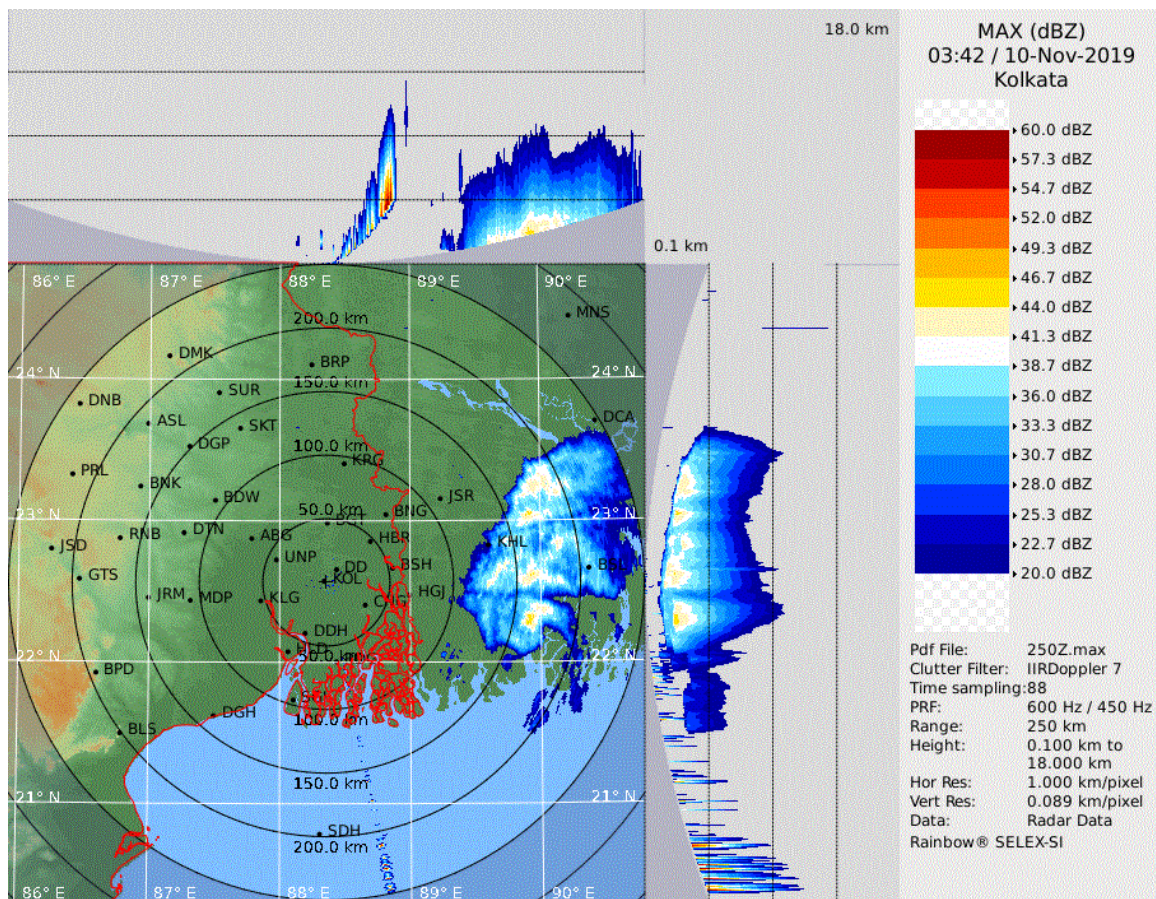 18.0 km
0.1 km
MAX (dBZ)
03:42 / 10-Nov-2019
Kolkata
60.0 dBZ
57.3 dBZ
54.7 dBZ
52.0 dBZ
49.3 dBZ
46.7 dBZ
44.0 dBZ
41.3 dBZ
38.7 dBZ
36.0 dBZ
33.3 dBZ
30.7 dBZ
28.0 dBZ
25.3 dBZ
22.7 dBZ
20.0 dBZ
Pdf File: 250Z.max
Clutter Filter: IIRDoppler 7
Time sampling:88
PRF: 600 Hz / 450 Hz
Range: 250 km
Height: 0.100 km to
18.000 km
Hor Res: 1.000 km/pixel
Vert Res: 0.089 km/pixel
Data: Radar Data
Rainbow® SELEX-SI
86° E 87° E 88° E 89° E 90° E
200.0 km
MNS
DMK
BRP
24° N 24° N
150.0 km
SUR
DNB
DCA
ASL
SKT
DGP
100.0 km
KRG
PRL
BNK
BDW
JSR
50.0 km
BNG
23° N 23° N
DTN
RNB
ABG
HBR
KHL
JSD
UNP
BSH
DD
BSL
GTS
KOL
JRM
MDP
KLG
CNG
HGJ
DDH
22° N 22° N
BPD
DGH
100.0 km
BLS
150.0 km
21° N 21° N
SDH
200.0 km
86° E 87° E 88° E 89° E 90° E